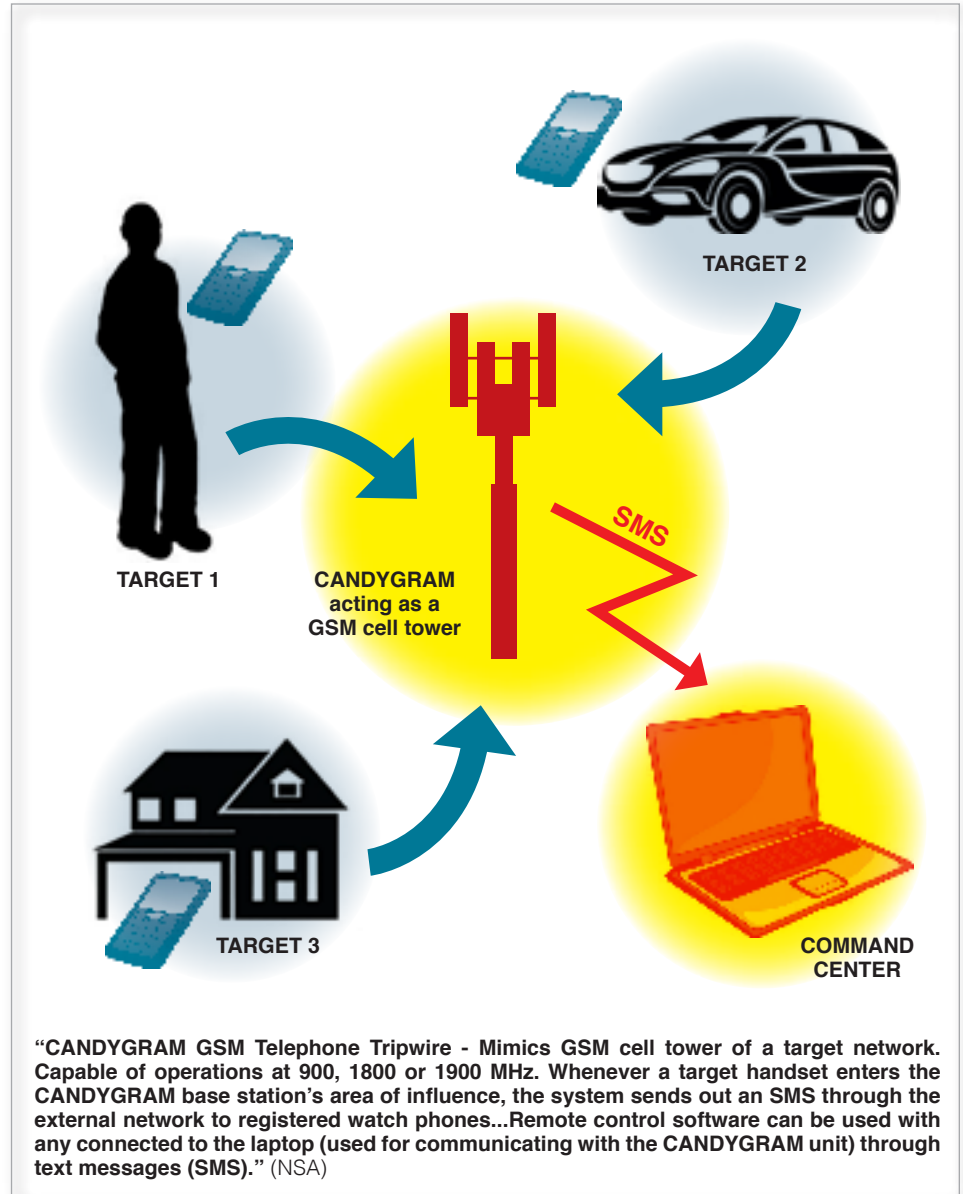 TARGET 2
SMS
TARGET 1
CANDYGRAM
acting as a
GSM cell tower
TARGET 3
COMMAND
CENTER
“CANDYGRAM GSM Telephone Tripwire - Mimics GSM cell tower of a target network.
Capable of operations at 900, 1800 or 1900 MHz. Whenever a target handset enters the
CANDYGRAM base station’s area of influence, the system sends out an SMS through the
external network to registered watch phones...Remote control software can be used with
any connected to the laptop (used for communicating with the CANDYGRAM unit) through
text messages (SMS).” (NSA)